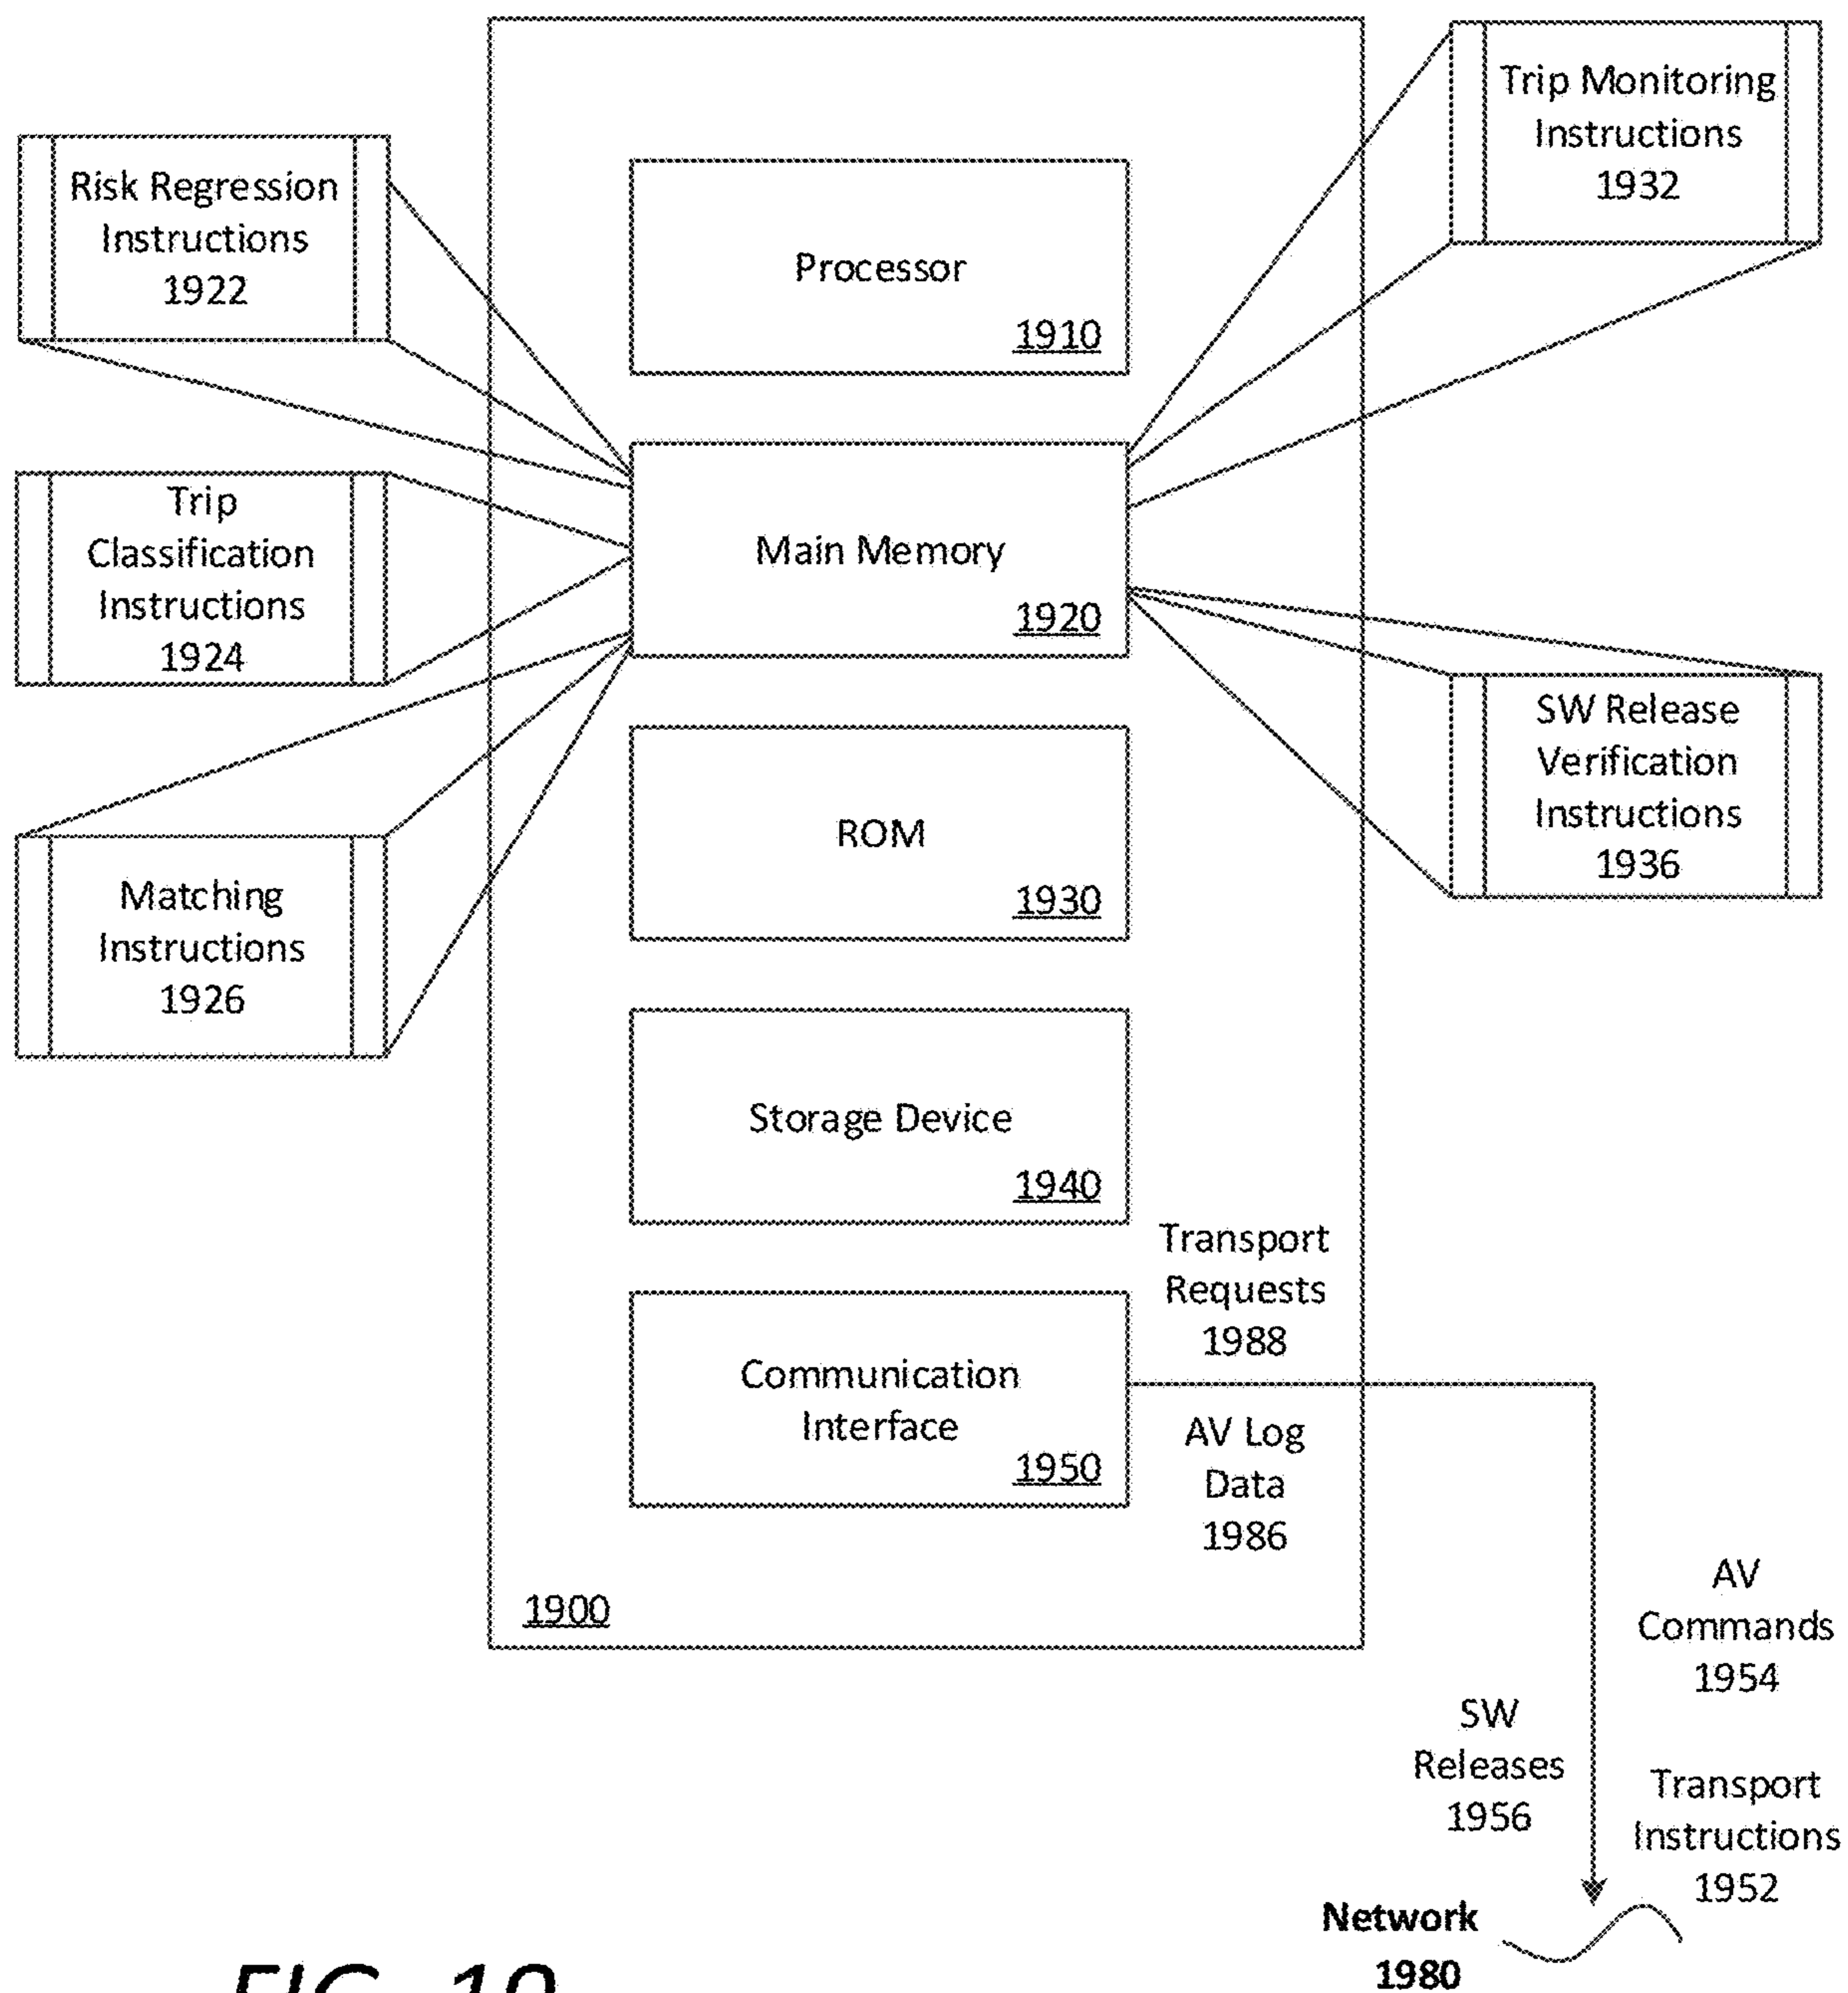 Trip Monitoring
Instructions
1932
Risk Regression
Instructions
1922
Processor
1910
Trip
Classification
Instructions
1924
Main Memory
1920
SW Release
Verification
Instructions
1936
Matching
Instructions
1926
ROM
1930
Storage Device
1940
Transport
Requests
1988
Communication
Interface
1950
AV Log
Data
1986
1900
AV
Commands
1954
SW
Releases
1956
Transport
Instructions
1952
Network
1980
FIG. 19